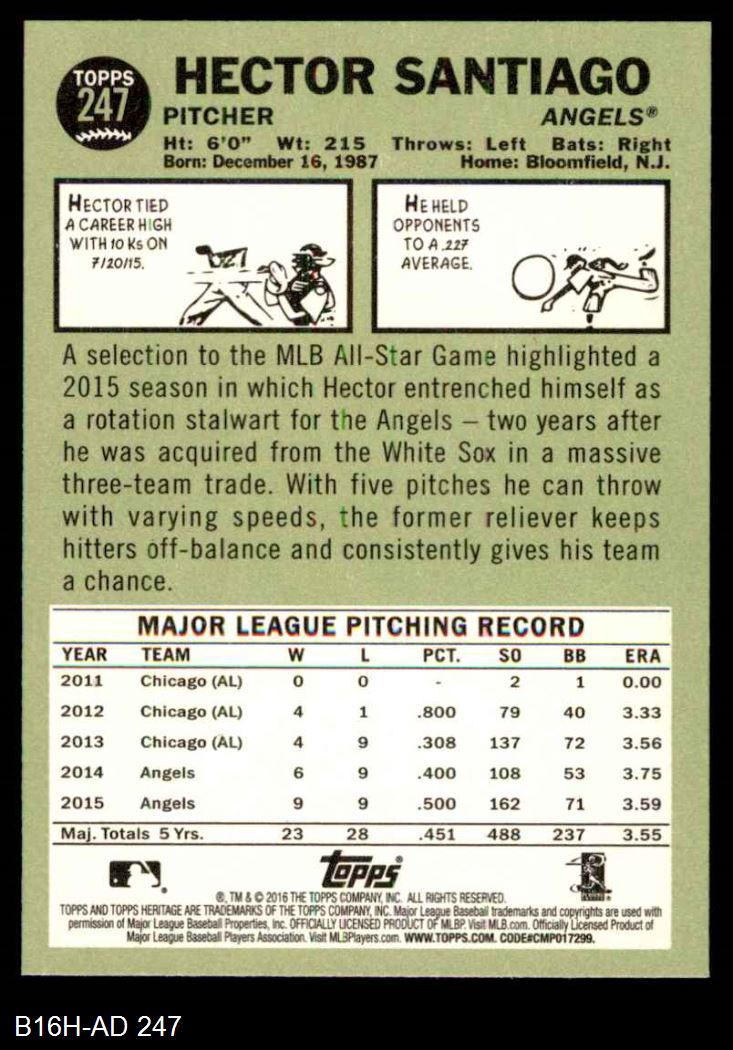 TOPPS
247
HECTOR SANTIAGO
PITCHER ANGELS®
Ht: 6'0" Wt: 215 Throws: Left Bats: Right
Born: December 16, 1987 Home: Bloomfield, N.J.
HECTOR TIED
A CAREER HIGH
WITH 10 Ks ON
7/20/15.
HE HELD
OPPONENTS
TO A .227
AVERAGE.
A selection to the MLB All-Star Game highlighted a
2015 season in which Hector entrenched himself as
a rotation stalwart for the Angels – two years after
he was acquired from the White Sox in a massive
three-team trade. With five pitches he can throw
with varying speeds, the former reliever keeps
hitters off-balance and consistently gives his team
a chance.
MAJOR LEAGUE PITCHING RECORD
YEAR TEAM W L PCT. SO BB ERA
2011 Chicago (AL) 0 0 - 2 1 0.00
2012 Chicago (AL) 4 1 .800 79 40 3.33
2013 Chicago (AL) 4 9 .308 137 72 3.56
2014 Angels 6 9 .400 108 53 3.75
2015 Angels 9 9 .500 162 71 3.59
Maj. Totals 5 Yrs. 23 28 .451 488 237 3.55
Topps®
®, TM & © 2016 THE TOPPS COMPANY, INC. ALL RIGHTS RESERVED.
TOPPS AND TOPPS HERITAGE ARE TRADEMARKS OF THE TOPPS COMPANY, INC. Major League Baseball trademarks and copyrights are used with
permission of Major League Baseball Properties, Inc. OFFICIALLY LICENSED PRODUCT OF MLBP. Visit MLB.com. Officially Licensed Product of
Major League Baseball Players Association. Visit MLBPlayers.com. WWW.TOPPS.COM. CODE#CMP017299.
B16H-AD 247